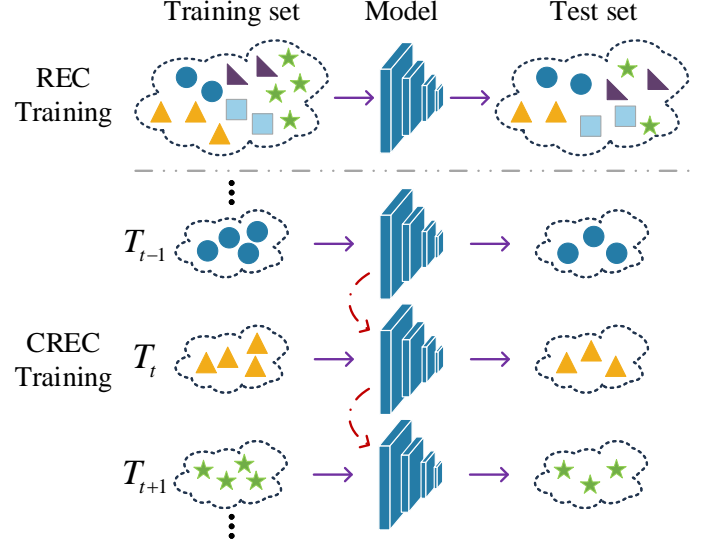 Training set Model Test set
REC
Training
T_{t-1}
CREC
Training
T_t
T_{t+1}